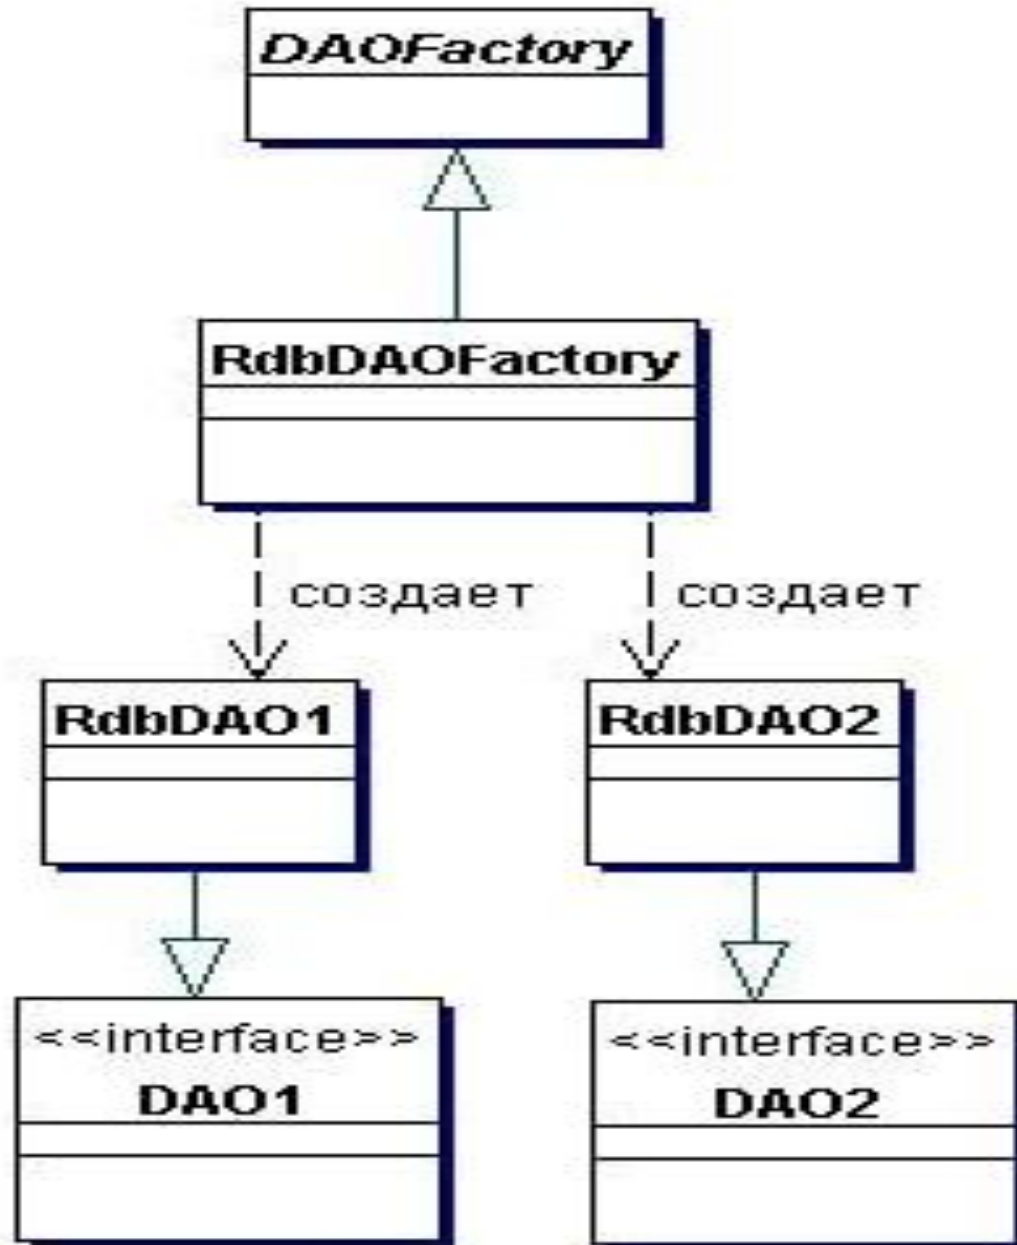 DAOFactory
RdbDAOFactory
создает создает
RdbDAO1 RdbDAO2
<<interface>> <<interface>>
DAO1 DAO2